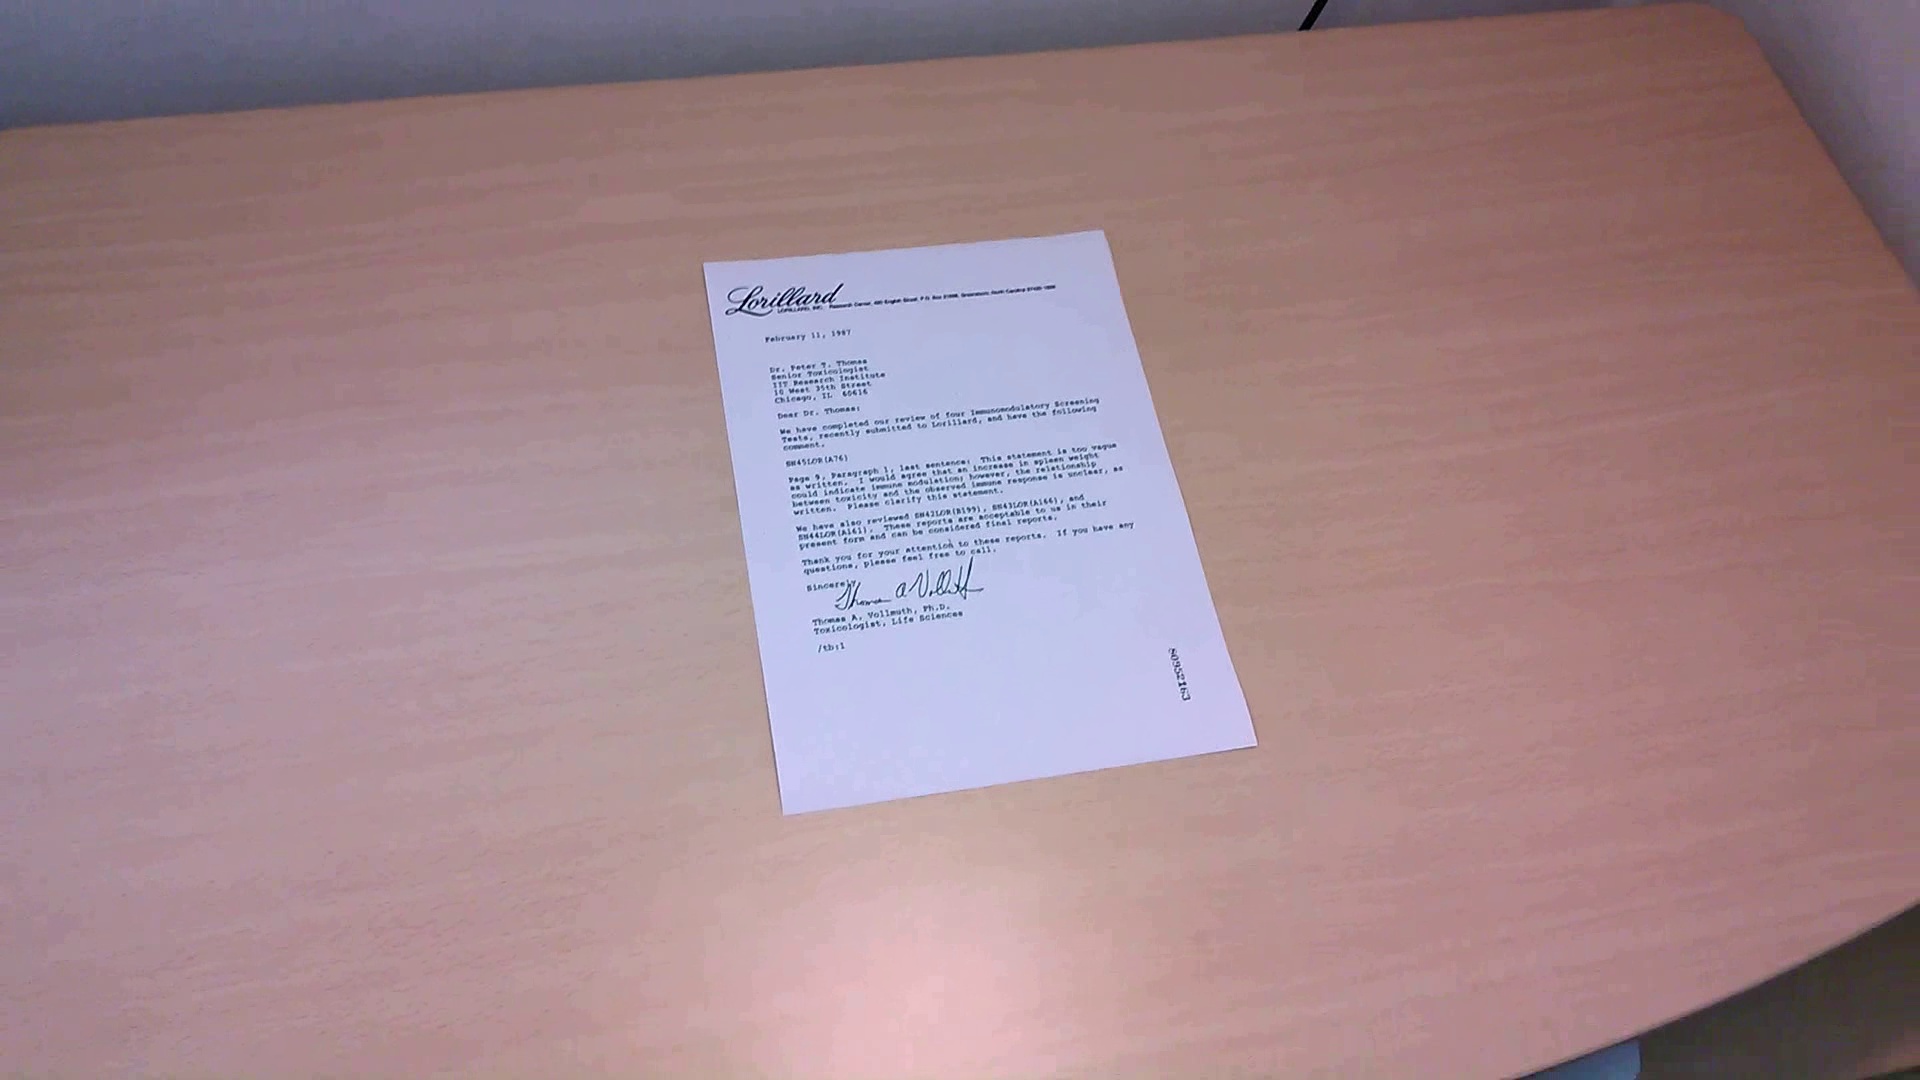 Lorillard
LORILLARD, INC. Research Center, 420 English Street, P.O. Box 21688, Greensboro, North Carolina 27420-1688
February 11, 1987
Dr. Peter T. Thomas
Senior Toxicologist
IIT Research Institute
10 West 35th Street
Chicago, IL 60616
Dear Dr. Thomas:
We have completed our review of four Immunomodulatory Screening
Tests, recently submitted to Lorillard, and have the following
comment.
SN45LOR(A76)
Page 9, Paragraph 1, last sentence: This statement is too vague
as written. I would agree that an increase in spleen weight
could indicate immune modulation; however, the relationship
between toxicity and the observed immune response is unclear, as
written. Please clarify this statement.
We have also reviewed SN42LOR(B199), SN43LOR(A166), and
SN44LOR(A161). These reports are acceptable to us in their
present form and can be considered final reports.
Thank you for your attention to these reports. If you have any
questions, please feel free to call.
Sincerely,
Thomas A Vollmuth
Thomas A. Vollmuth, Ph.D.
Toxicologist, Life Sciences
/tb:1
80952163